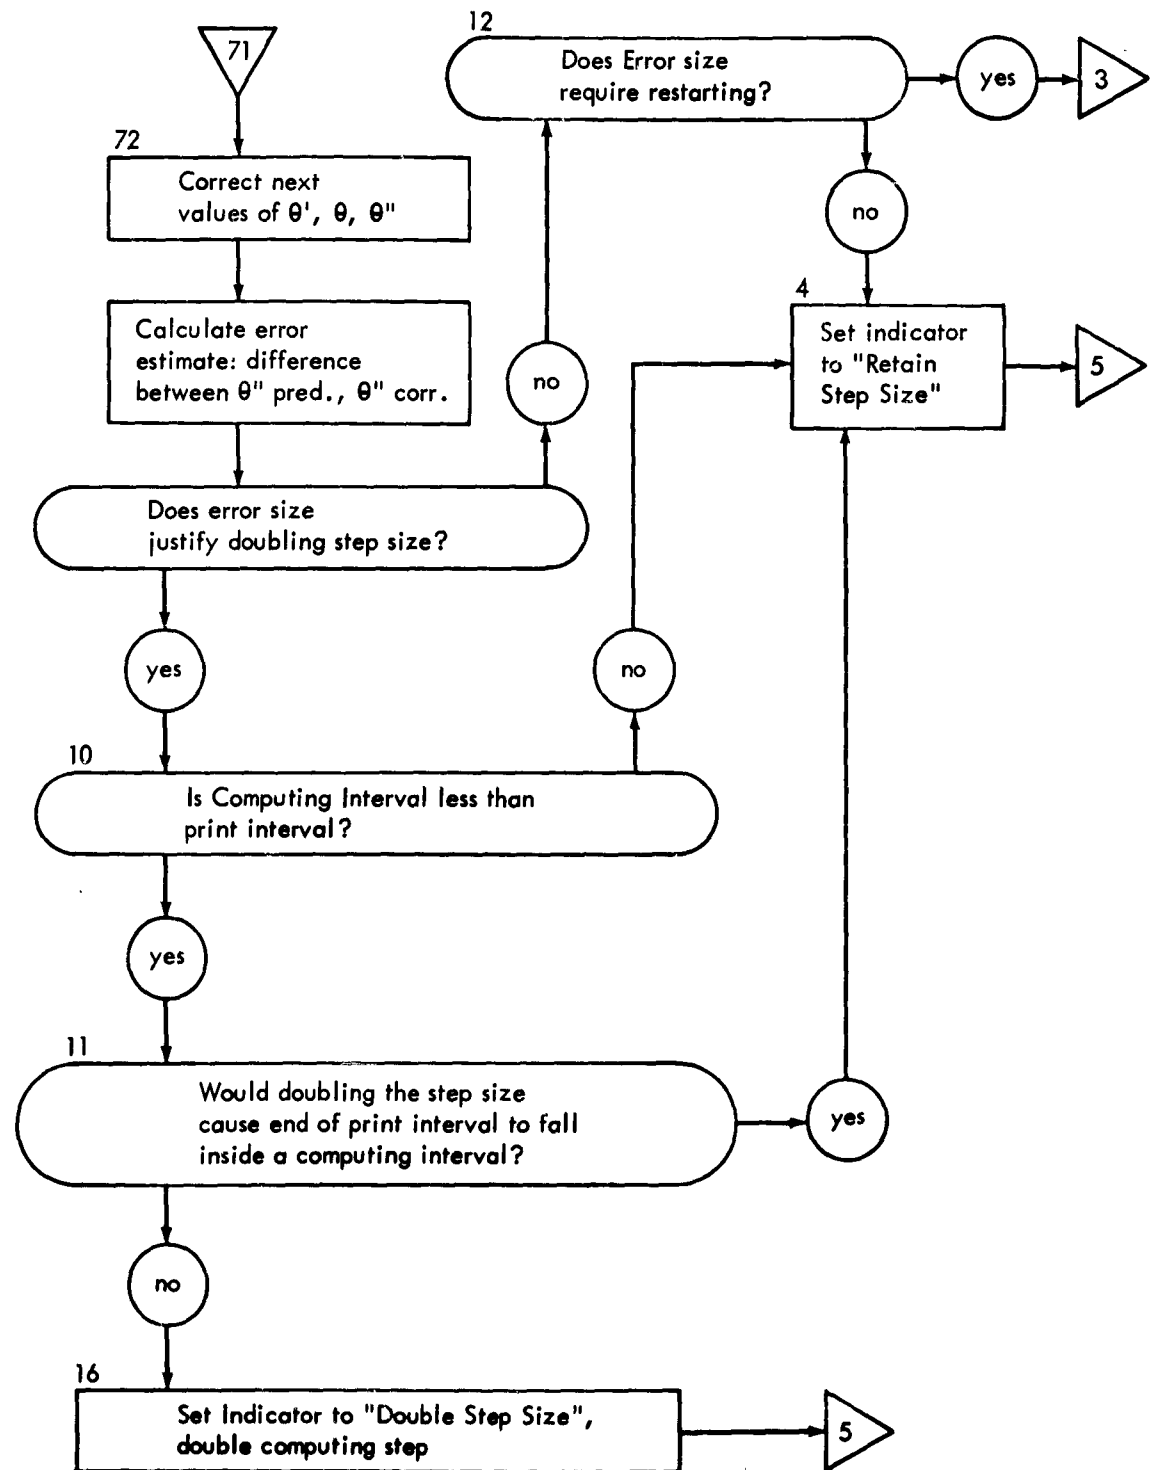 71
72
Correct next
values of θ', θ, θ"
Calculate error
estimate: difference
between θ" pred., θ" corr.
Does error size
justify doubling step size?
yes
no
12
Does Error size
require restarting?
yes
3
no
4
Set indicator
to "Retain
Step Size"
5
10
Is Computing Interval less than
print interval?
no
yes
11
Would doubling the step size
cause end of print interval to fall
inside a computing interval?
yes
no
16
Set Indicator to "Double Step Size",
double computing step
5